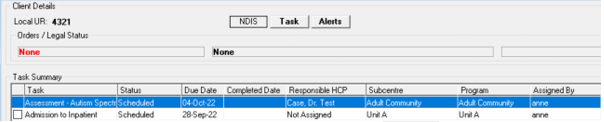 Client Details
Local UR: 4321 NDIS Task Alerts
Orders / Legal Status
None None
Task Summary
Task Status Due Date Completed Date Responsible HCP Subcentre Program Assigned By
Assessment - Autism Spectr Scheduled 04-Oct-22 Case, Dr. Test Adult Community Adult Community anne
Admission to Inpatient Scheduled 28-Sep-22 Not Assigned Unit A Unit A anne